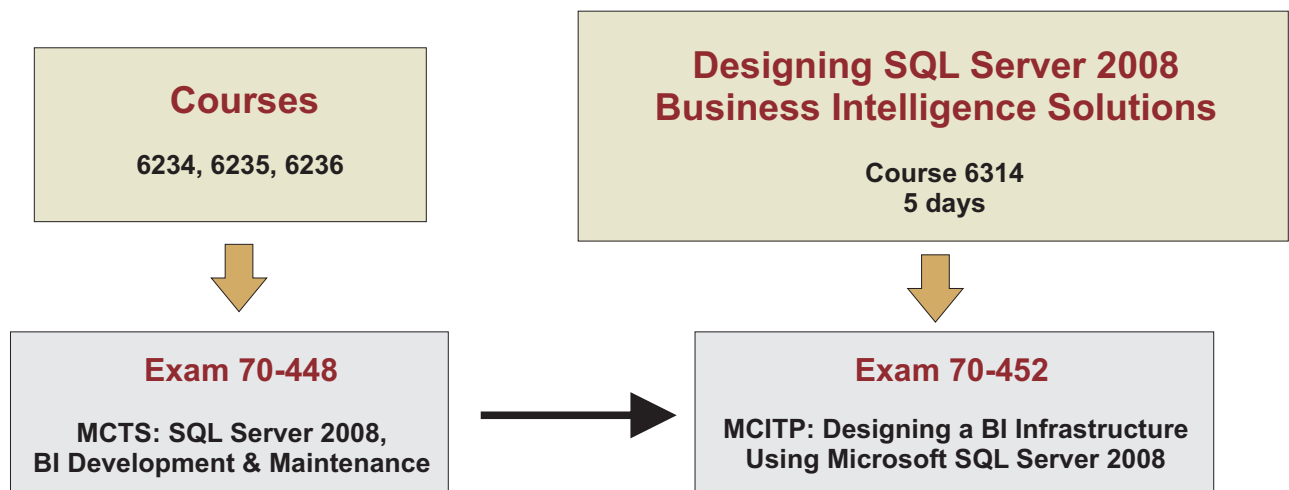 Courses
6234, 6235, 6236
Designing SQL Server 2008
Business Intelligence Solutions
Course 6314
5 days
Exam 70-448
MCTS: SQL Server 2008,
BI Development & Maintenance
Exam 70-452
MCITP: Designing a BI Infrastructure
Using Microsoft SQL Server 2008